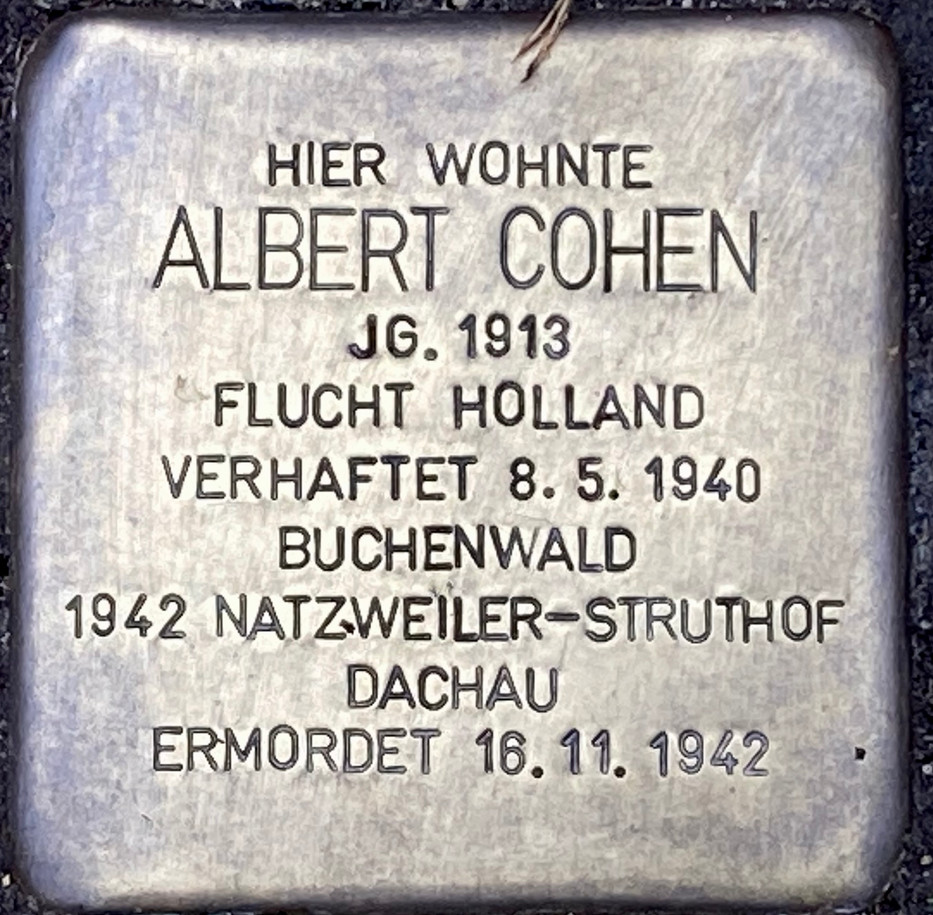 HIER WOHNTE
ALBERT COHEN
JG. 1913
FLUCHT HOLLAND
VERHAFTET 8. 5. 1940
BUCHENWALD
1942 NATZWEILER-STRUTHOF
DACHAU
ERMORDET 16. 11. 1942